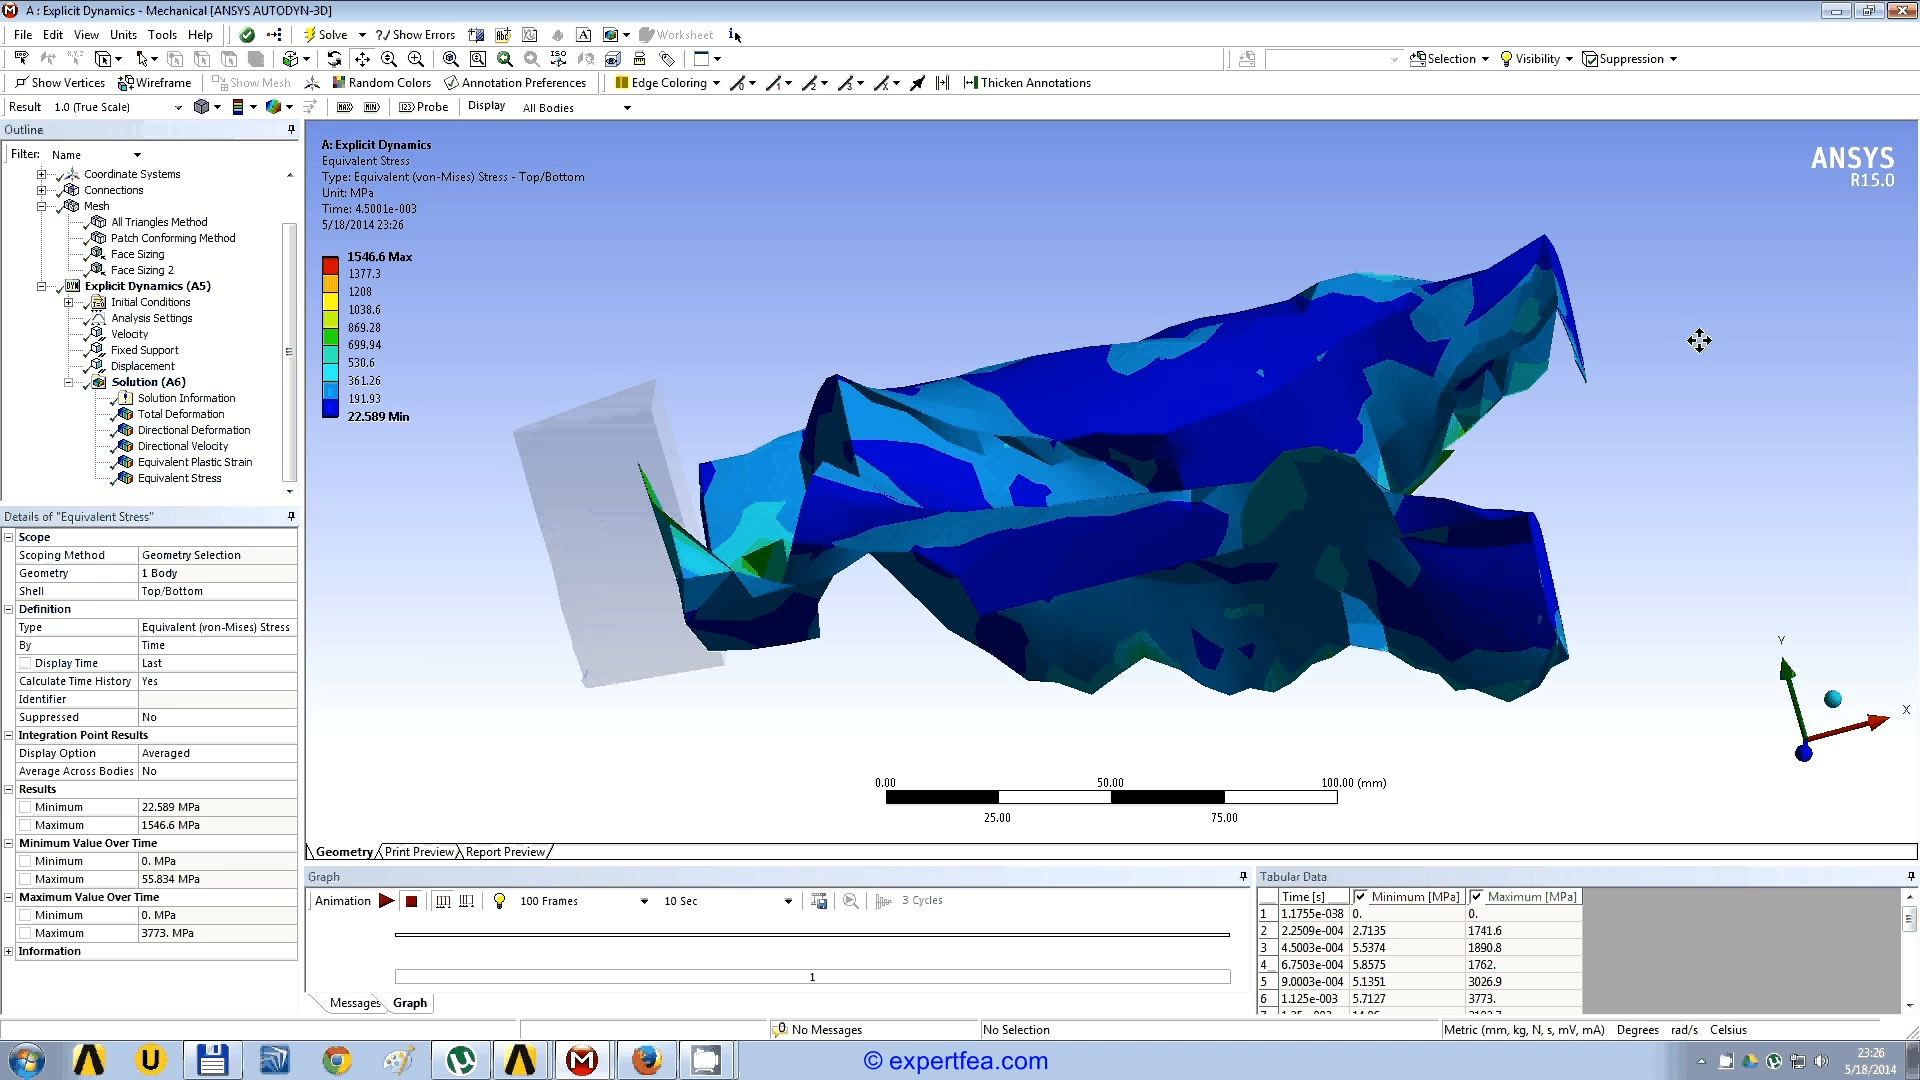 A : Explicit Dynamics - Mechanical [ANSYS AUTODYN-3D]
File Edit View Units Tools Help Solve ?/ Show Errors Worksheet
Selection Visibility Suppression
Show Vertices Wireframe Show Mesh Random Colors Annotation Preferences Edge Coloring Thicken Annotations
Result 1.0 (True Scale) MAX MIN Probe Display All Bodies
Outline
Filter: Name
Coordinate Systems
Connections
Mesh
All Triangles Method
Patch Conforming Method
Face Sizing
Face Sizing 2
Explicit Dynamics (A5)
Initial Conditions
Analysis Settings
Velocity
Fixed Support
Displacement
Solution (A6)
Solution Information
Total Deformation
Directional Deformation
Directional Velocity
Equivalent Plastic Strain
Equivalent Stress
Details of "Equivalent Stress"
Scope
Scoping Method Geometry Selection
Geometry 1 Body
Shell Top/Bottom
Definition
Type Equivalent (von-Mises) Stress
By Time
Display Time Last
Calculate Time History Yes
Identifier
Suppressed No
Integration Point Results
Display Option Averaged
Average Across Bodies No
Results
Minimum 22.589 MPa
Maximum 1546.6 MPa
Minimum Value Over Time
Minimum 0. MPa
Maximum 55.834 MPa
Maximum Value Over Time
Minimum 0. MPa
Maximum 3773. MPa
Information
A: Explicit Dynamics
Equivalent Stress
Type: Equivalent (von-Mises) Stress - Top/Bottom
Unit: MPa
Time: 4.5001e-003
5/18/2014 23:26
1546.6 Max
1377.3
1208
1038.6
869.28
699.94
530.6
361.26
191.93
22.589 Min
ANSYS
R15.0
Y
X
0.00 50.00 100.00 (mm)
25.00 75.00
Geometry Print Preview Report Preview
Graph
Animation 100 Frames 10 Sec 3 Cycles
1
Messages Graph
Tabular Data
Time [s] Minimum [MPa] Maximum [MPa]
1 1.1755e-038 0. 0.
2 2.2509e-004 2.7135 1741.6
3 4.5003e-004 5.5374 1890.8
4 6.7503e-004 5.8575 1762.
5 9.0003e-004 5.1351 3026.9
6 1.125e-003 5.7127 3773.
No Messages No Selection Metric (mm, kg, N, s, mV, mA) Degrees rad/s Celsius
© expertfea.com
23:26
5/18/2014